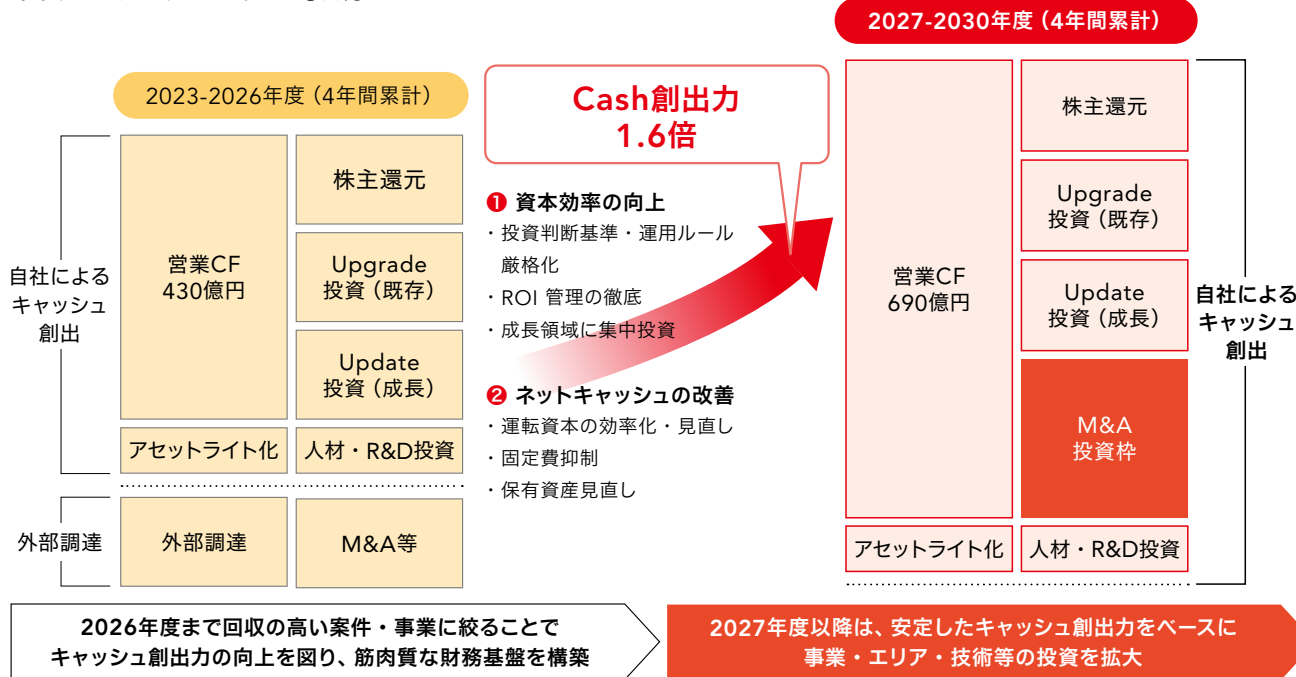 2023-2026年度（4年間累計）
自社による
キャッシュ
創出
営業CF
430億円
アセットライト化
株主還元
Upgrade
投資（既存）
Update
投資（成長）
人材・R&D投資
外部調達
外部調達
M&A等
Cash創出力
1.6倍
❶ 資本効率の向上
・投資判断基準・運用ルール
厳格化
・ROI 管理の徹底
・成長領域に集中投資
❷ ネットキャッシュの改善
・運転資本の効率化・見直し
・固定費抑制
・保有資産見直し
2027-2030年度（4年間累計）
営業CF
690億円
アセットライト化
株主還元
Upgrade
投資（既存）
Update
投資（成長）
M&A
投資枠
人材・R&D投資
自社による
キャッシュ
創出
2026年度まで回収の高い案件・事業に絞ることで
キャッシュ創出力の向上を図り、筋肉質な財務基盤を構築
2027年度以降は、安定したキャッシュ創出力をベースに
事業・エリア・技術等の投資を拡大